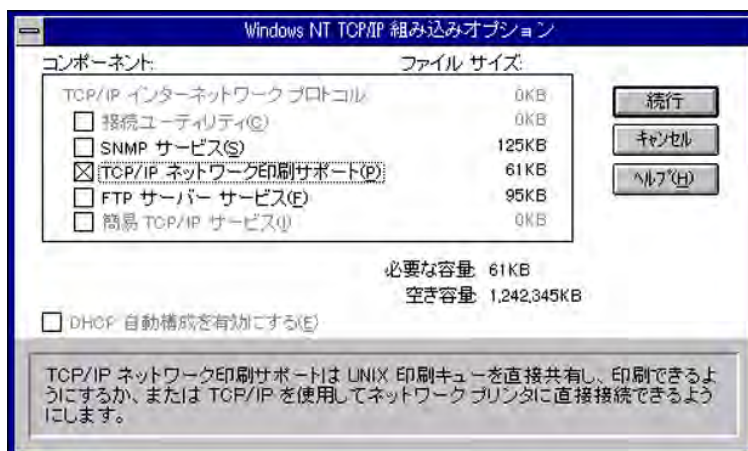 Windows NT TCP/IP 組み込みオプション
コンポーネント: ファイル サイズ:
TCP/IP インターネットワーク プロトコル 0KB
接続ユーティリティ(C) 0KB
SNMP サービス(S) 125KB
TCP/IP ネットワーク印刷サポート(P) 61KB
FTP サーバー サービス(F) 95KB
簡易 TCP/IP サービス(I) 0KB
続行
キャンセル
ヘルプ(H)
必要な容量: 61KB
空き容量: 1,242,345KB
DHCP 自動構成を有効にする(E)
TCP/IP ネットワーク印刷サポートは UNIX 印刷キューを直接共有し、印刷できるよ
うにするか、または TCP/IP を使用してネットワーク プリンタに直接接続できるよう
にします。